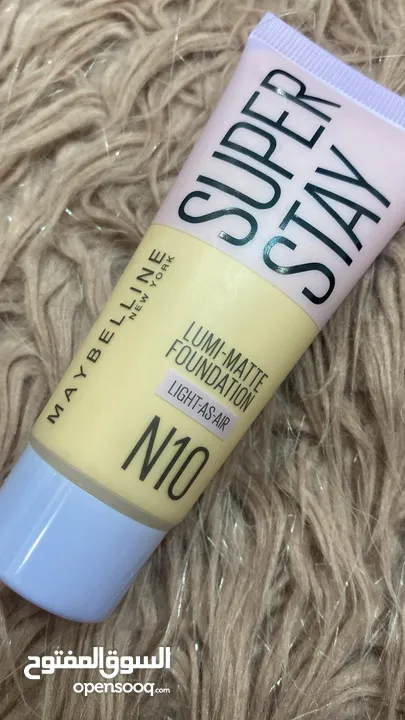 SUPER
STAY
MAYBELLINE
NEW YORK
LUMI-MATTE
FOUNDATION
LIGHT-AS-AIR
N10
السوق المفتوح
opensooq.com